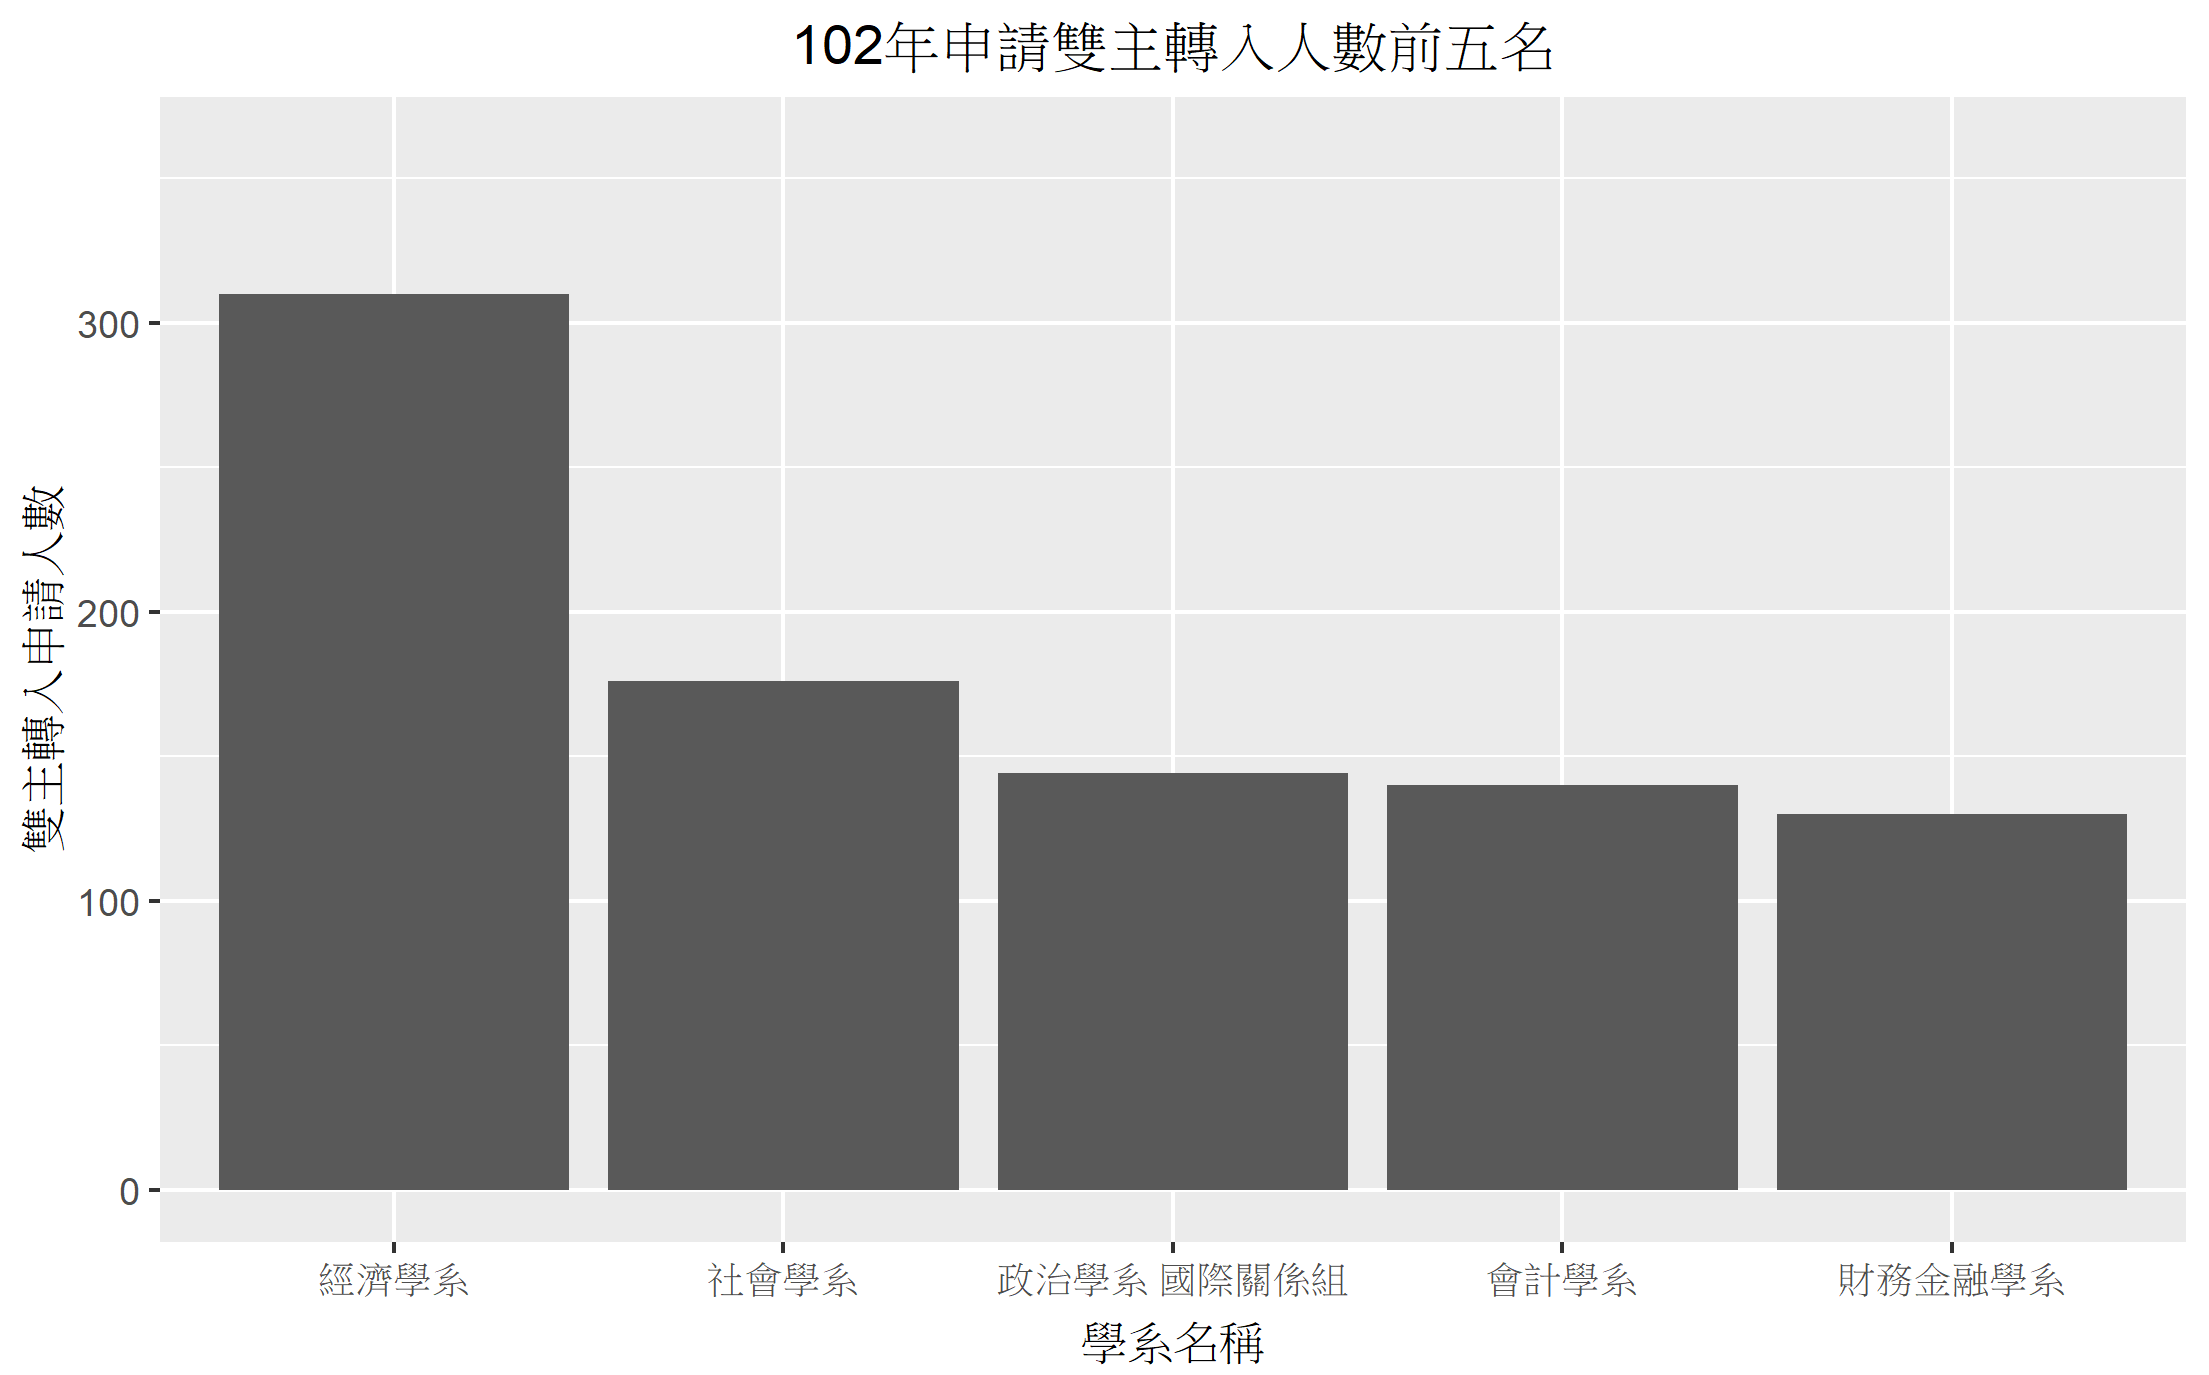 102年申請雙主轉入人數前五名
雙主轉入申請人數
300
200
100
0
經濟學系
社會學系
政治學系 國際關係組
會計學系
財務金融學系
學系名稱